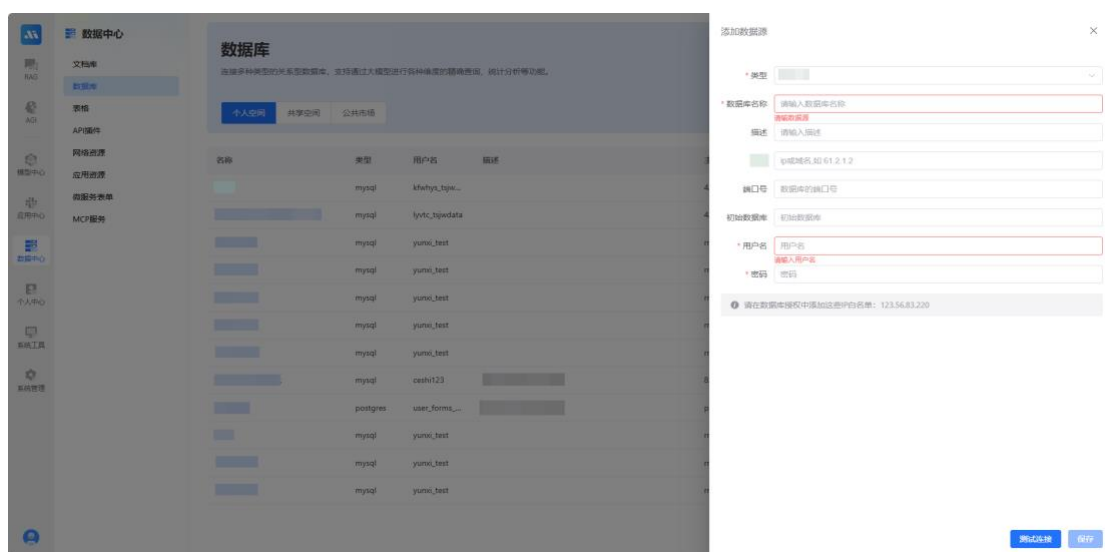 RAG
AGI
模型中心
应用中心
数据中心
个人中心
系统工具
系统管理
数据中心
文档库
数据库
表格
API插件
网络资源
应用资源
微服务表单
MCP服务
数据库
连接多种类型的关系型数据库，支持通过大模型进行各种维度的精确查询、统计分析等功能。
个人空间 共享空间 公共市场
名称 类型 用户名 描述
mysql kfwhys_tsjw...
mysql lyvtc_tsjwdata
mysql yunxi_test
mysql yunxi_test
mysql yunxi_test
mysql yunxi_test
mysql yunxi_test
mysql ceshi123
postgres user_forms_...
mysql yunxi_test
mysql yunxi_test
mysql yunxi_test
添加数据源
* 类型
* 数据库名称 请输入数据库名称
请输数据源
描述 请输入描述
ip或域名,如 61.2.1.2
端口号 数据库的端口号
初始数据库 初始数据库
* 用户名 用户名
请输入用户名
* 密码 密码
请在数据库授权中添加这些IP白名单：123.56.83.220
测试连接 保存